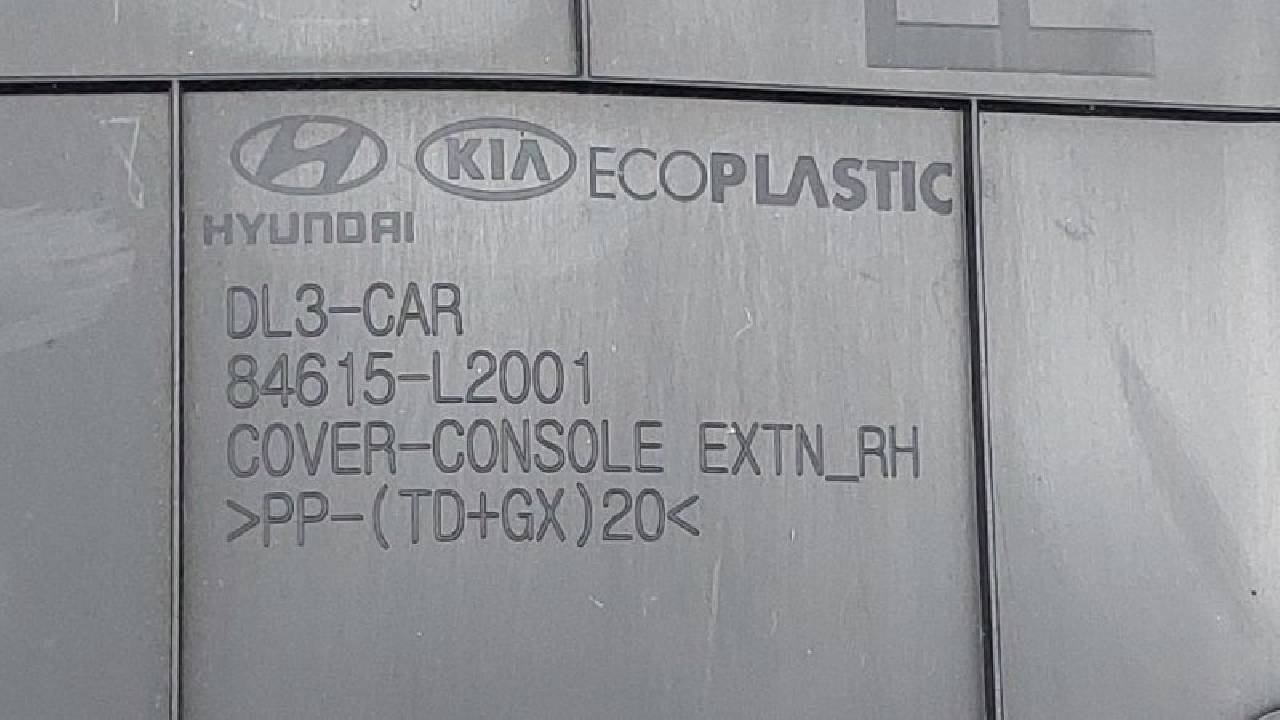 KIA ECOPLASTIC
HYUNDAI
DL3-CAR
84615-L2001
COVER-CONSOLE EXTN_RH
>PP-(TD+GX)20<